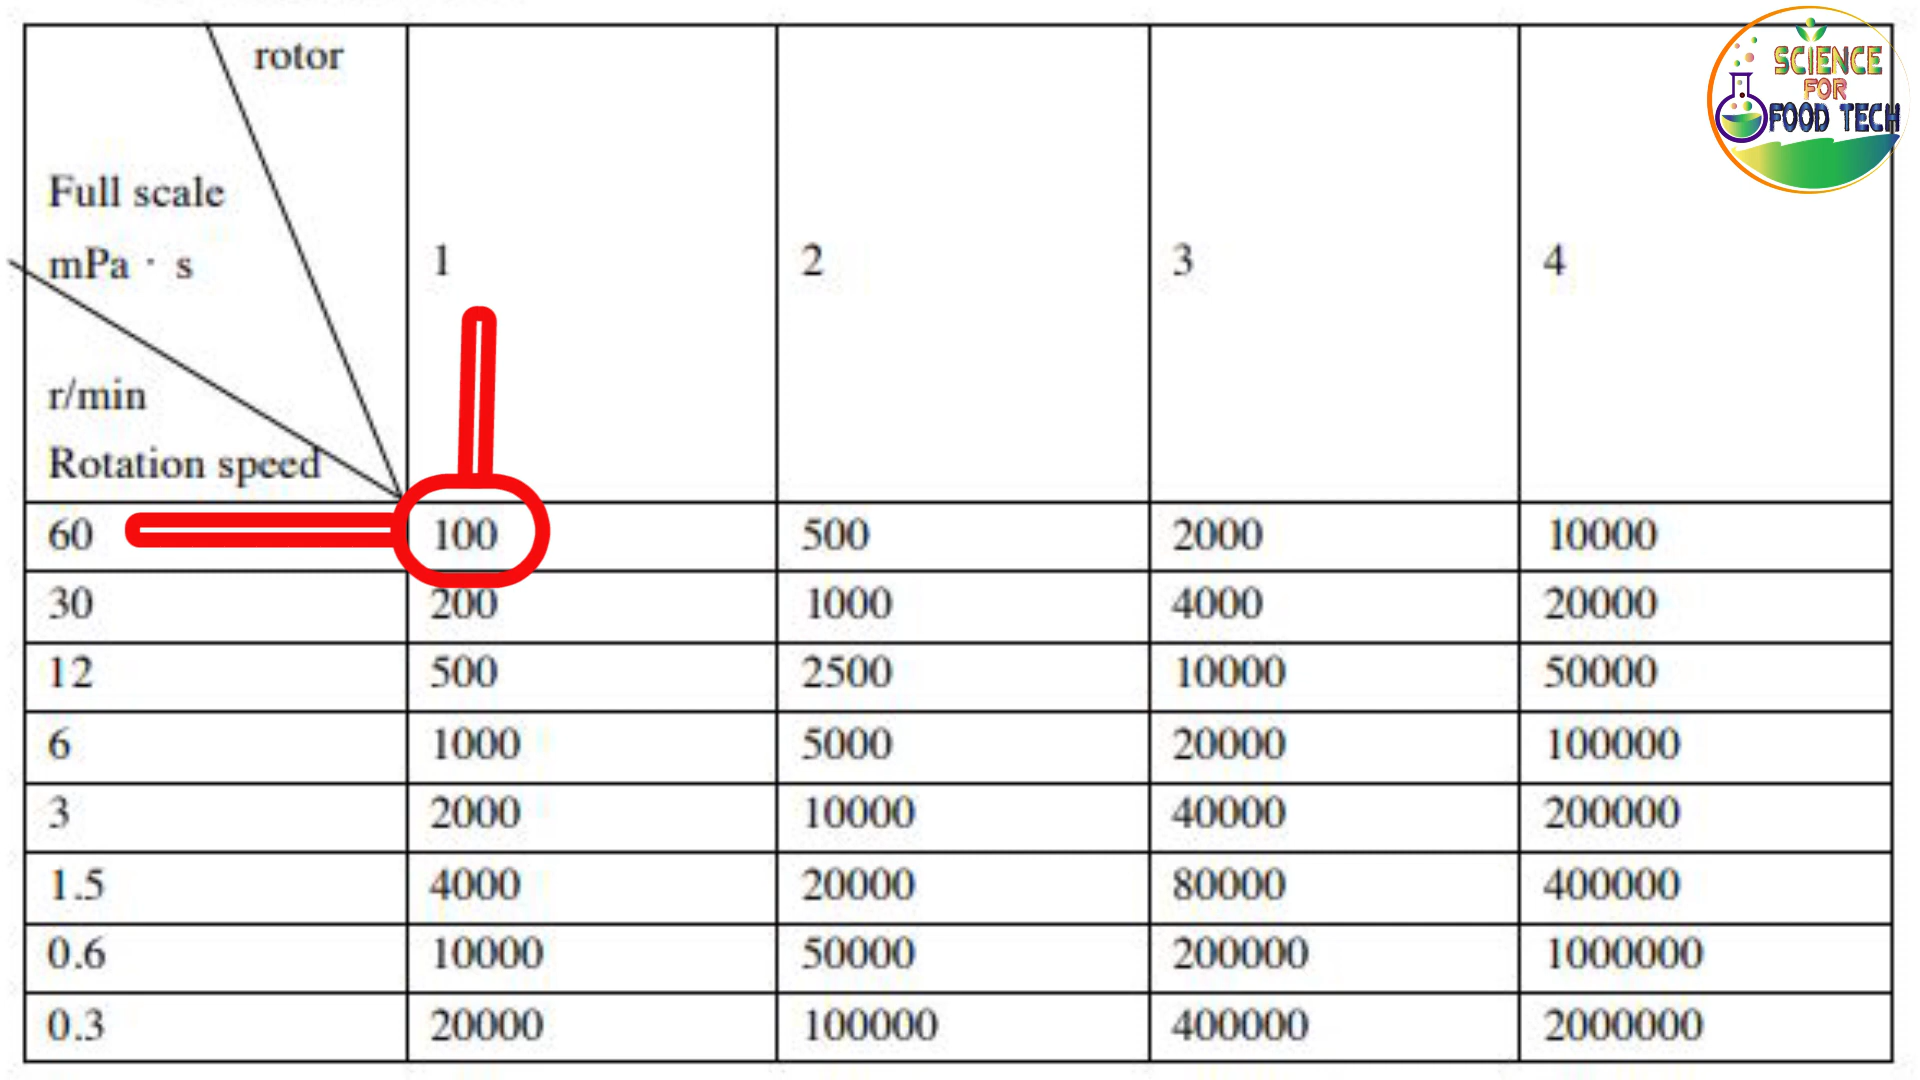 rotor
Full scale
mPa · s
r/min
Rotation speed
1 2 3 4
60 100 500 2000 10000
30 200 1000 4000 20000
12 500 2500 10000 50000
6 1000 5000 20000 100000
3 2000 10000 40000 200000
1.5 4000 20000 80000 400000
0.6 10000 50000 200000 1000000
0.3 20000 100000 400000 2000000
SCIENCE
FOR
FOOD TECH